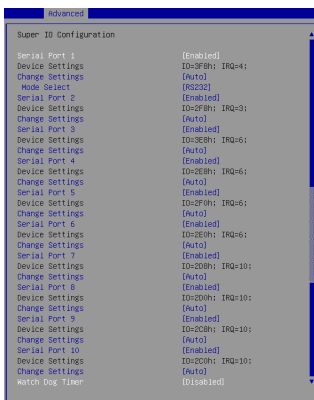 Advanced
Super IO Configuration
Serial Port 1 [Enabled]
Device Settings IO=3F8h; IRQ=4;
Change Settings [Auto]
Mode Select [RS232]
Serial Port 2 [Enabled]
Device Settings IO=2F8h; IRQ=3;
Change Settings [Auto]
Serial Port 3 [Enabled]
Device Settings IO=3E8h; IRQ=6;
Change Settings [Auto]
Serial Port 4 [Enabled]
Device Settings IO=2E8h; IRQ=6;
Change Settings [Auto]
Serial Port 5 [Enabled]
Device Settings IO=2F0h; IRQ=6;
Change Settings [Auto]
Serial Port 6 [Enabled]
Device Settings IO=2E0h; IRQ=6;
Change Settings [Auto]
Serial Port 7 [Enabled]
Device Settings IO=2D8h; IRQ=10;
Change Settings [Auto]
Serial Port 8 [Enabled]
Device Settings IO=2D0h; IRQ=10;
Change Settings [Auto]
Serial Port 9 [Enabled]
Device Settings IO=2C8h; IRQ=10;
Change Settings [Auto]
Serial Port 10 [Enabled]
Device Settings IO=2C0h; IRQ=10;
Change Settings [Auto]
Watch Dog Timer [Disabled]